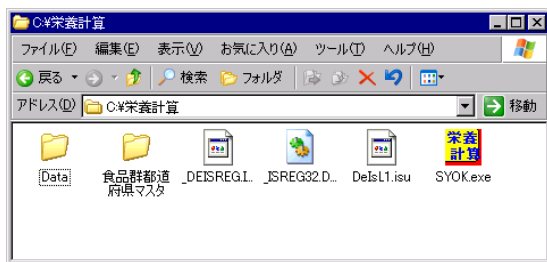 C:¥栄養計算
ファイル(F) 編集(E) 表示(V) お気に入り(A) ツール(T) ヘルプ(H)
戻る 検索 フォルダ
アドレス(D) C:¥栄養計算 移動
栄養
計算
Data 食品群都道 _DEISREG.I... _ISREG32.D... DeIsL1.isu SYOK.exe
府県マスタ